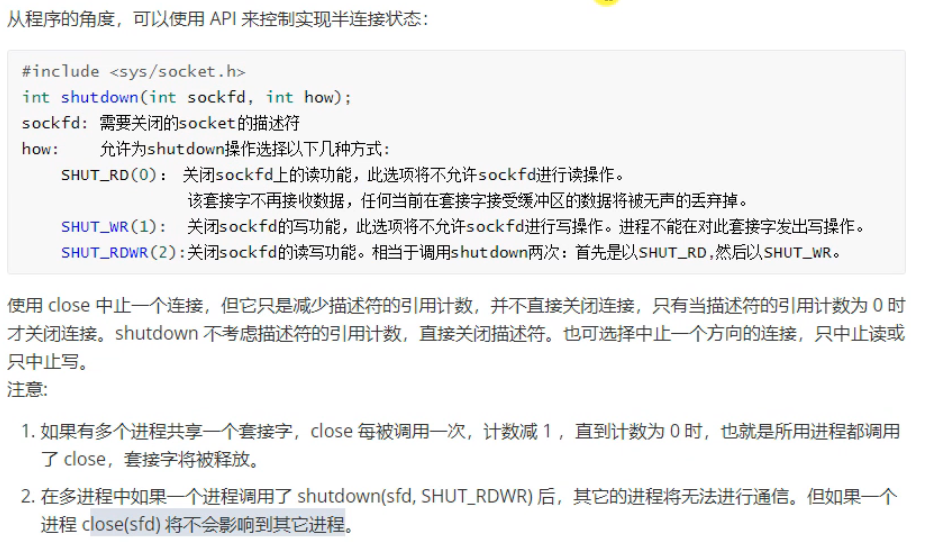 从程序的角度，可以使用 API 来控制实现半连接状态：
#include <sys/socket.h>
int shutdown(int sockfd, int how);
sockfd: 需要关闭的socket的描述符
how: 允许为shutdown操作选择以下几种方式:
SHUT_RD(0): 关闭sockfd上的读功能，此选项将不允许sockfd进行读操作。
该套接字不再接收数据，任何当前在套接字接受缓冲区的数据将被无声的丢弃掉。
SHUT_WR(1): 关闭sockfd的写功能，此选项将不允许sockfd进行写操作。进程不能在对此套接字发出写操作。
SHUT_RDWR(2):关闭sockfd的读写功能。相当于调用shutdown两次：首先是以SHUT_RD,然后以SHUT_WR。
使用 close 中止一个连接，但它只是减少描述符的引用计数，并不直接关闭连接，只有当描述符的引用计数为 0 时
才关闭连接。shutdown 不考虑描述符的引用计数，直接关闭描述符。也可选择中止一个方向的连接，只中止读或
只中止写。
注意:
1. 如果有多个进程共享一个套接字，close 每被调用一次，计数减 1 ，直到计数为 0 时，也就是所用进程都调用
了 close，套接字将被释放。
2. 在多进程中如果一个进程调用了 shutdown(sfd, SHUT_RDWR) 后，其它的进程将无法进行通信。但如果一个
进程 close(sfd) 将不会影响到其它进程。